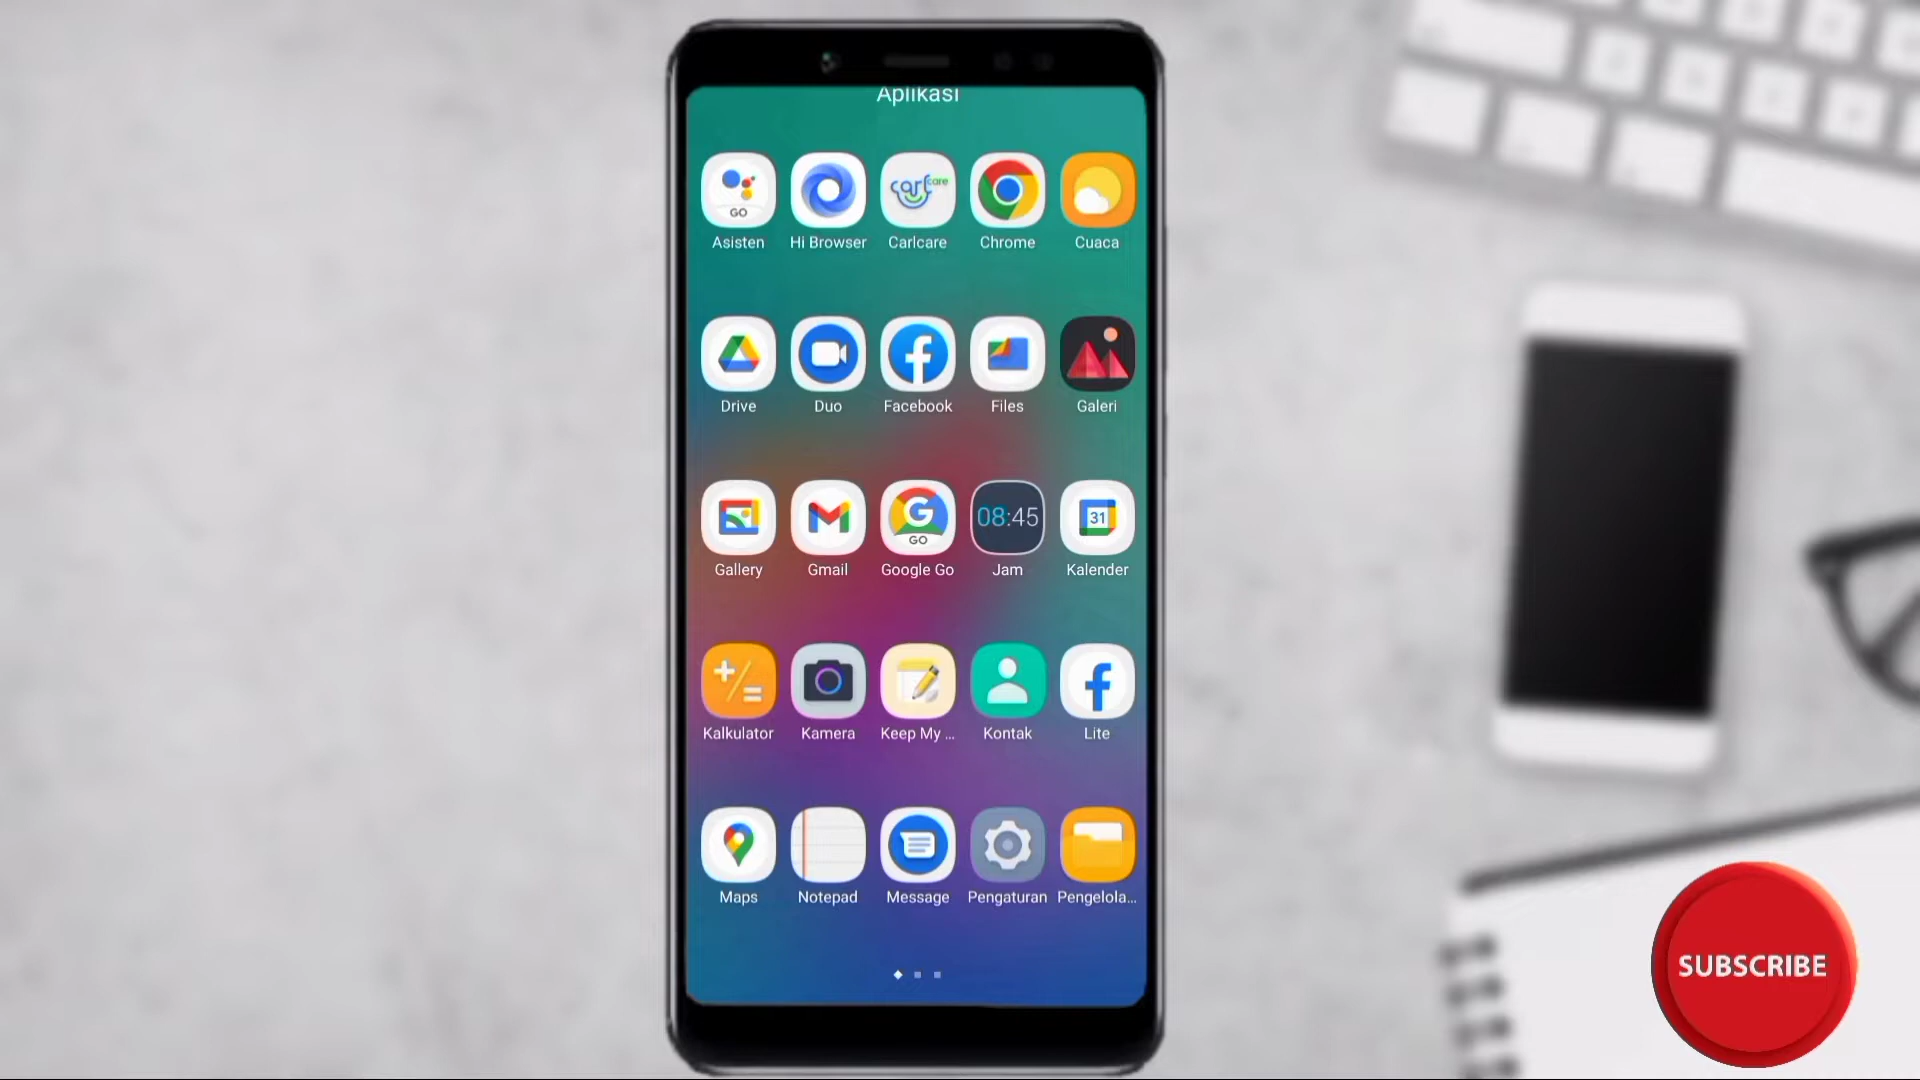 Aplikasi
GO
carlcare
Asisten Hi Browser Carlcare Chrome Cuaca
Drive Duo Facebook Files Galeri
G
GO
08:45
31
Gallery Gmail Google Go Jam Kalender
Kalkulator Kamera Keep My ... Kontak Lite
Maps Notepad Message Pengaturan Pengelola...
SUBSCRIBE